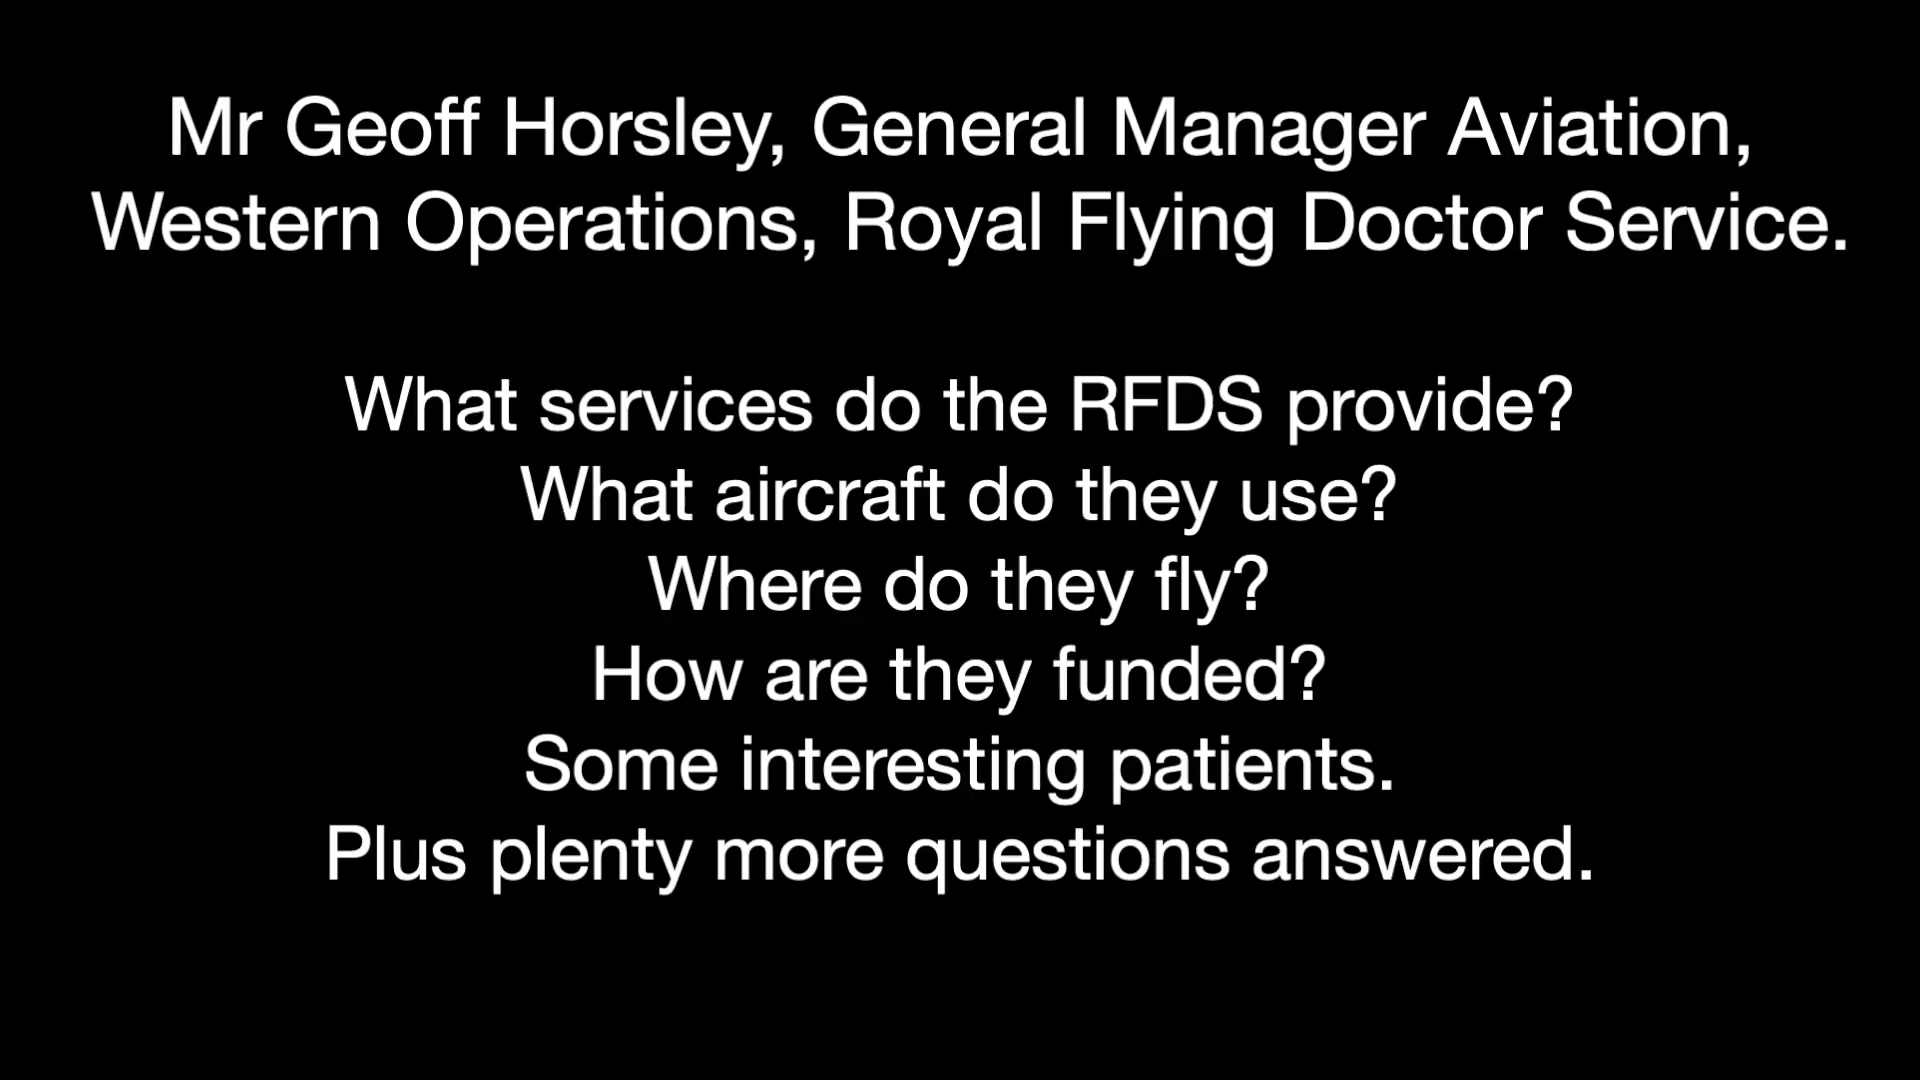 Mr Geoff Horsley, General Manager Aviation,
Western Operations, Royal Flying Doctor Service.
What services do the RFDS provide?
What aircraft do they use?
Where do they fly?
How are they funded?
Some interesting patients.
Plus plenty more questions answered.